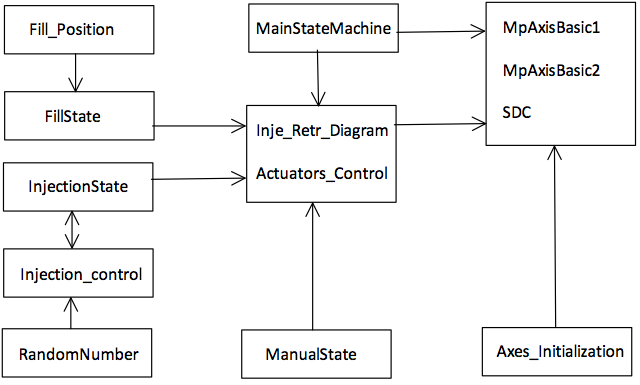 Fill_Position
MainStateMachine
MpAxisBasic1
MpAxisBasic2
SDC
FillState
Inje_Retr_Diagram
Actuators_Control
InjectionState
Injection_control
RandomNumber
ManualState
Axes_Initialization